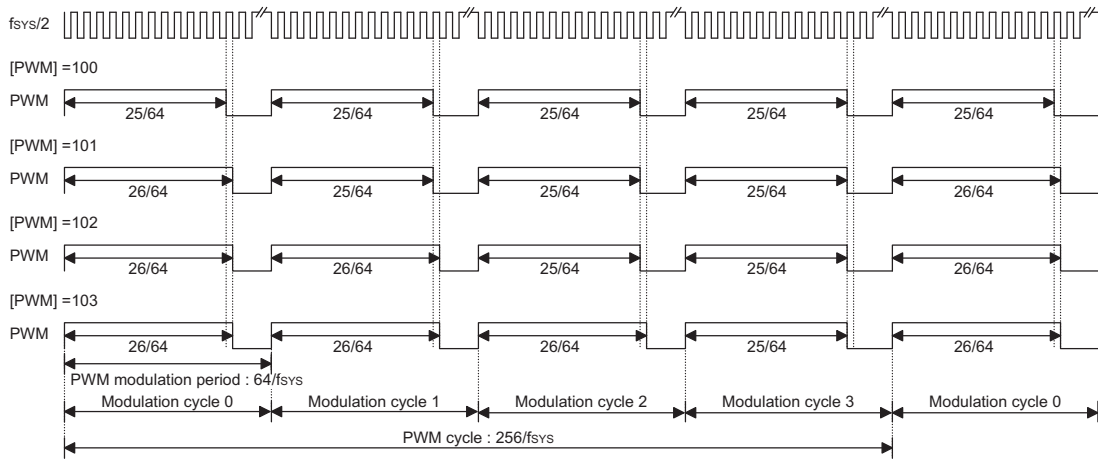 fSYS/2
[PWM] =100
PWM
25/64 25/64 25/64 25/64 25/64
[PWM] =101
PWM
26/64 25/64 25/64 25/64 26/64
[PWM] =102
PWM
26/64 26/64 25/64 25/64 26/64
[PWM] =103
PWM
26/64 26/64 26/64 25/64 26/64
PWM modulation period : 64/fSYS
Modulation cycle 0 Modulation cycle 1 Modulation cycle 2 Modulation cycle 3 Modulation cycle 0
PWM cycle : 256/fSYS